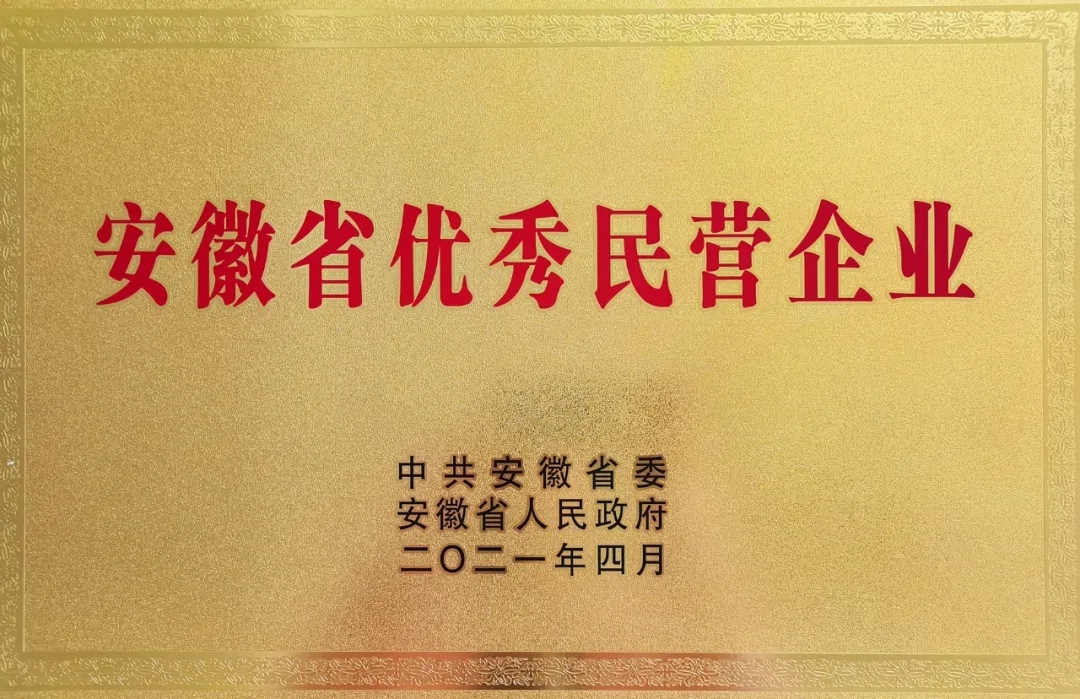 安徽省优秀民营企业
中共安徽省委
安徽省人民政府
二〇二一年四月